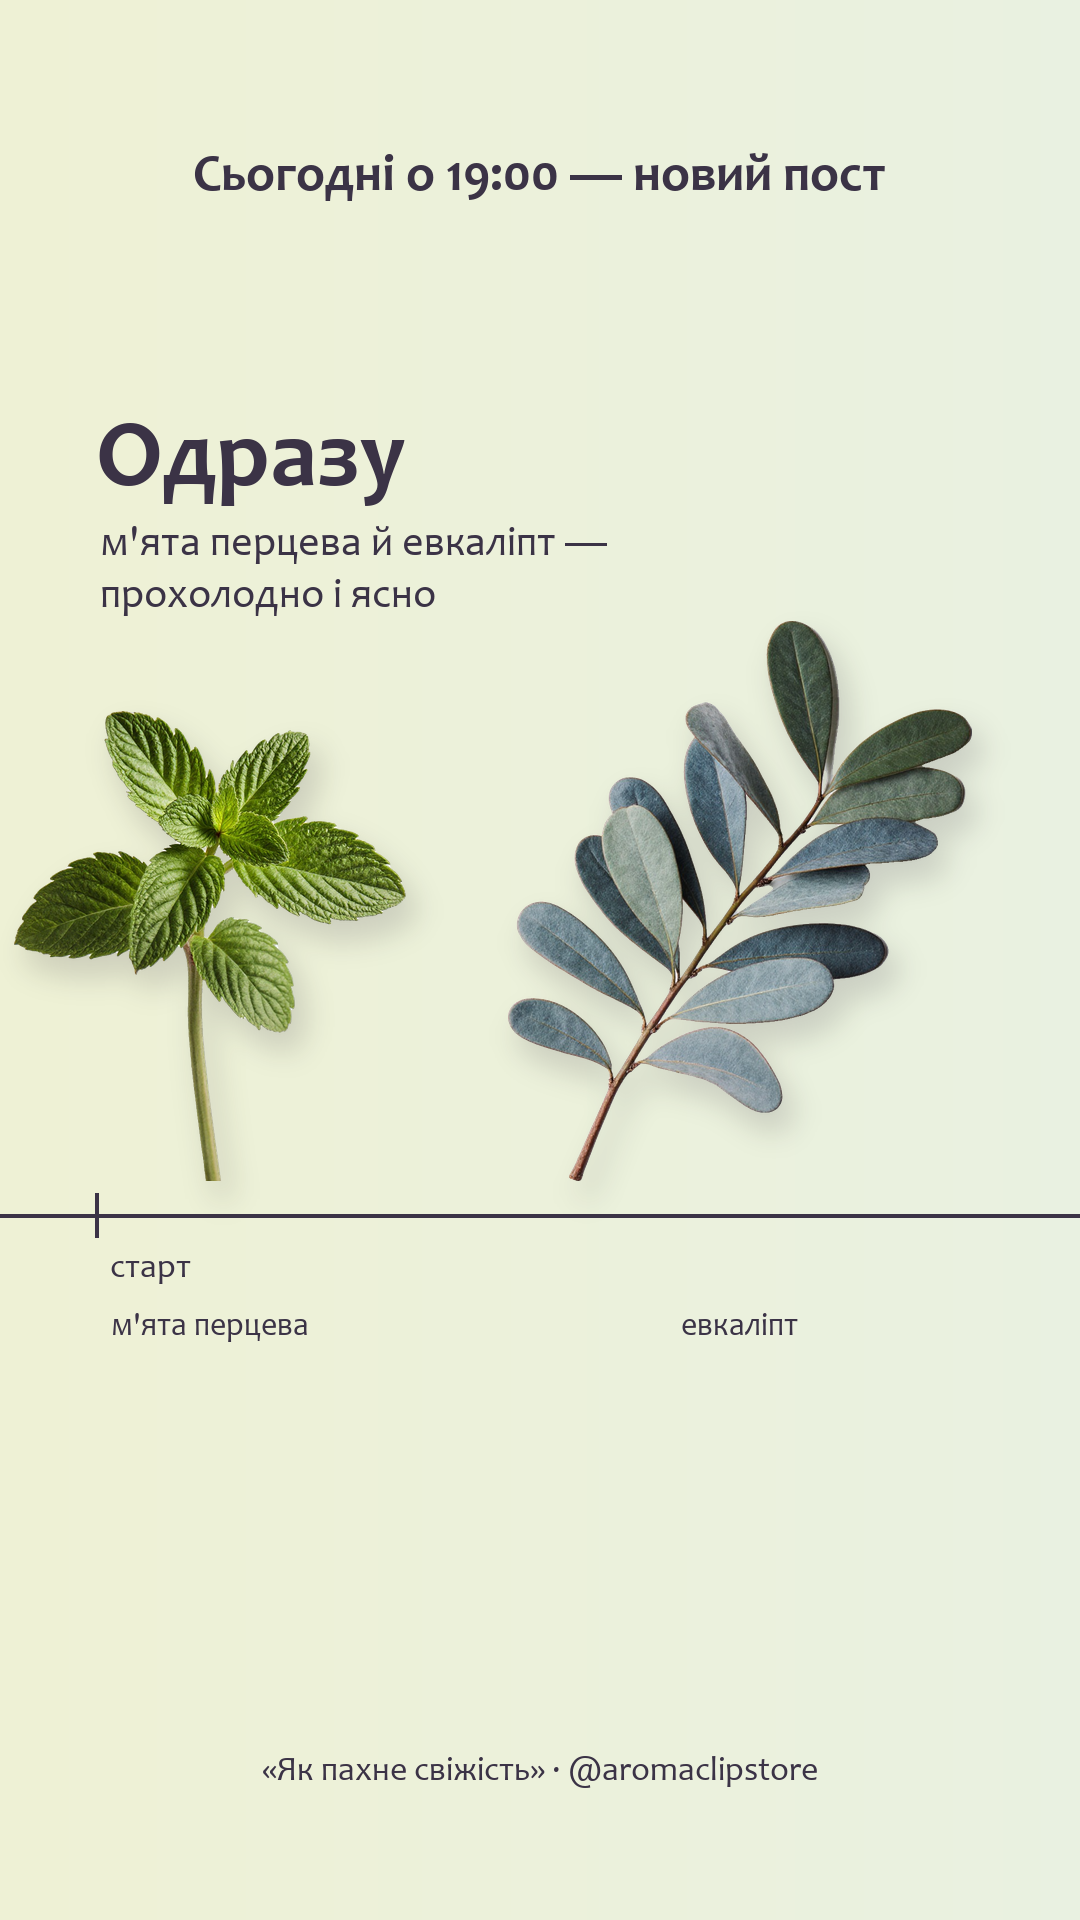 Сьогодні о 19:00 — новий пост
Одразу
м'ята перцева й евкаліпт —
прохолодно і ясно
старт
м'ята перцева
евкаліпт
«Як пахне свіжість» · @aromaclipstore